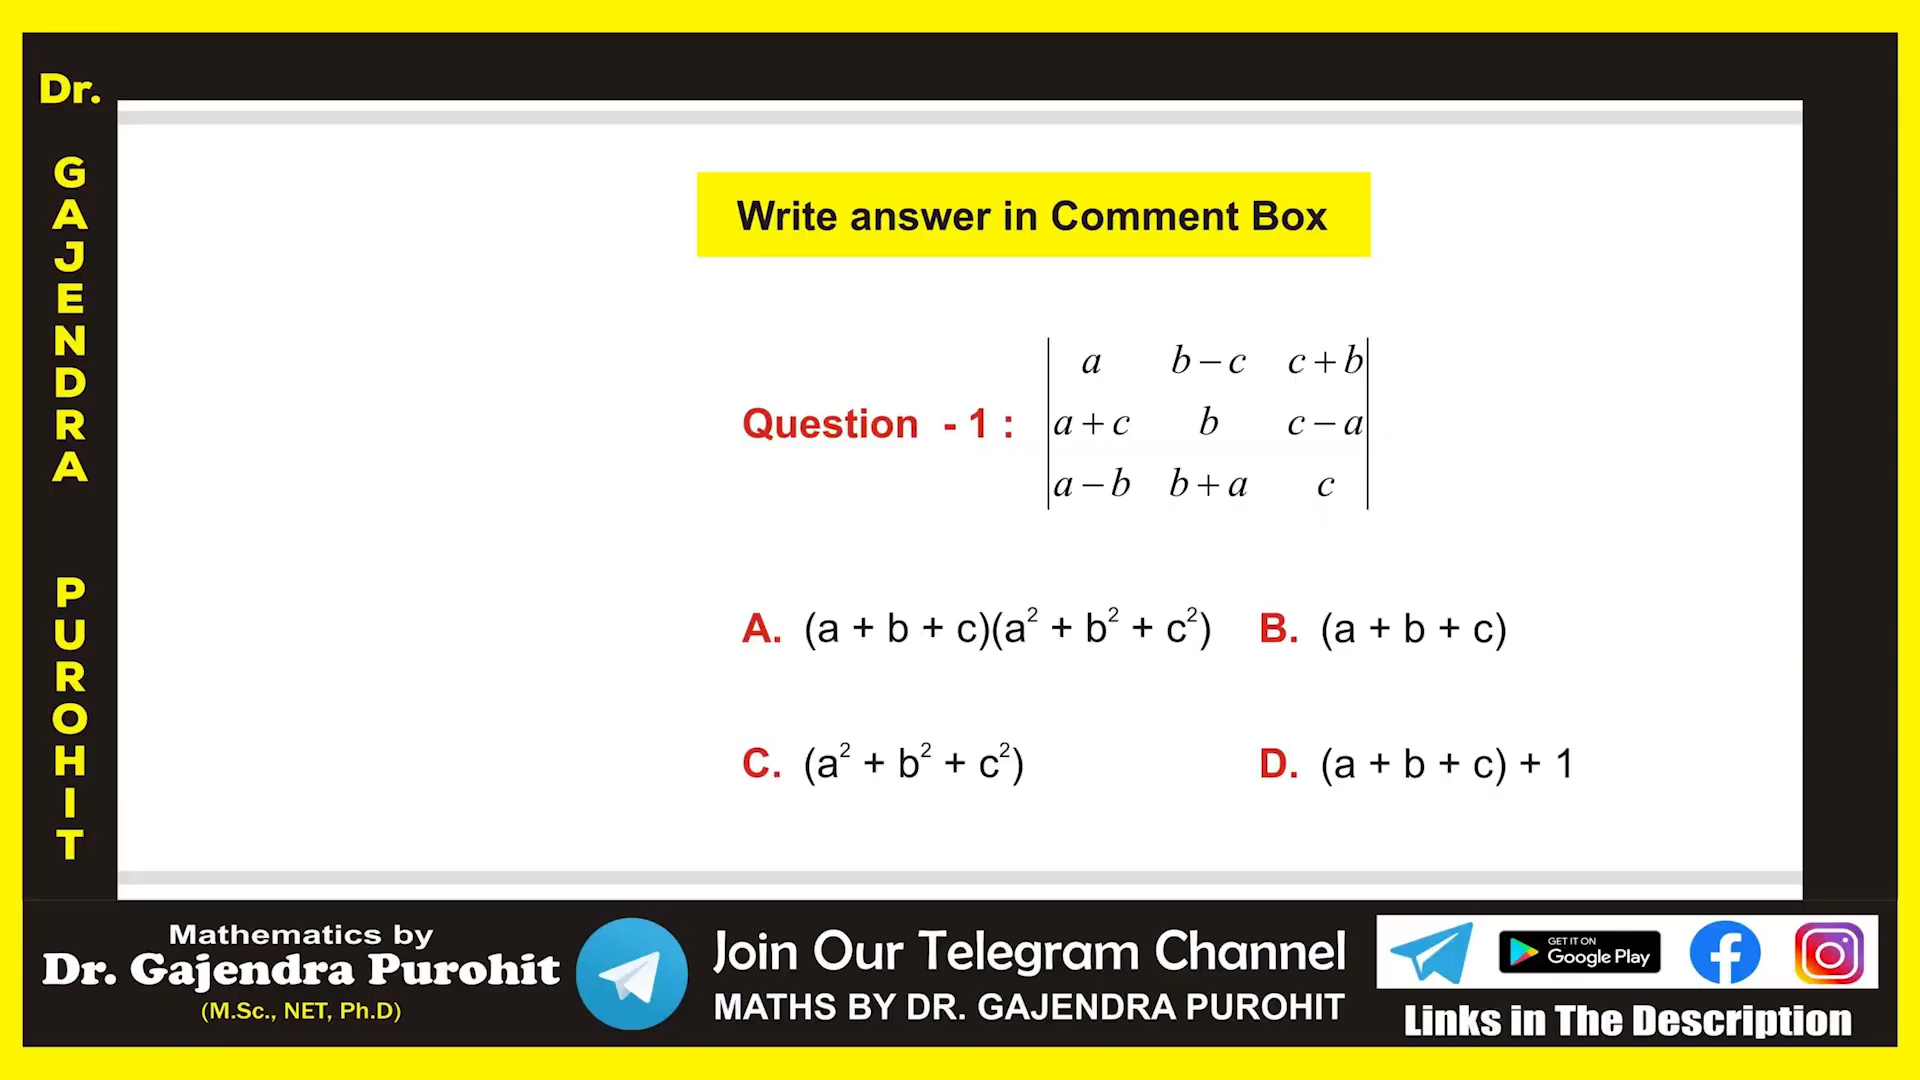 Dr.
GAJENDRA
PUROHIT
Write answer in Comment Box
Question - 1 :
a b − c c + b
a + c b c − a
a − b b + a c
A. (a + b + c)(a² + b² + c²) B. (a + b + c)
C. (a² + b² + c²) D. (a + b + c) + 1
Mathematics by
Dr. Gajendra Purohit
(M.Sc., NET, Ph.D)
Join Our Telegram Channel
MATHS BY DR. GAJENDRA PUROHIT
GET IT ON
Google Play
Links in The Description